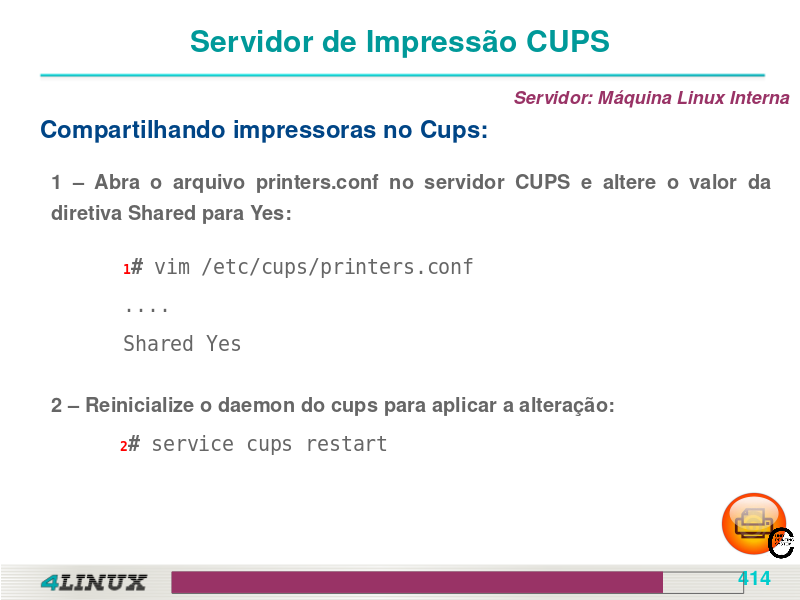 Servidor de Impressão CUPS
Servidor: Máquina Linux Interna
Compartilhando impressoras no Cups:
1 – Abra o arquivo printers.conf no servidor CUPS e altere o valor da
diretiva Shared para Yes:
1# vim /etc/cups/printers.conf
....
Shared Yes
2 – Reinicialize o daemon do cups para aplicar a alteração:
2# service cups restart
4LINUX
414